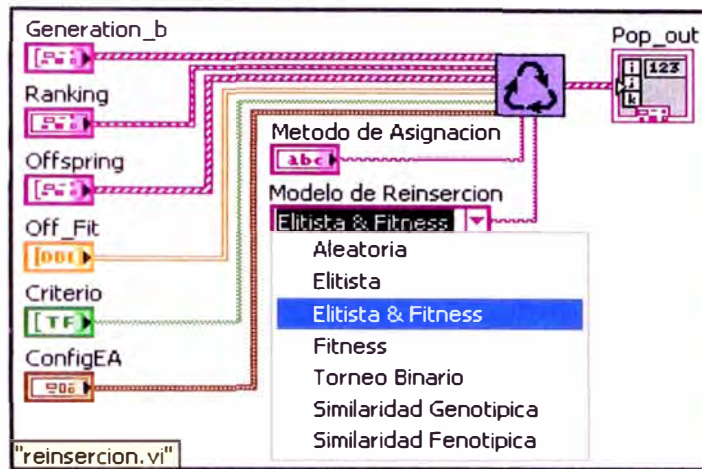 Generation_b
Ranking
Offspring
Off_Fit
[DBL]
Criterio
[TF]
ConfigEA
"reinsercion.vi"
Metodo de Asignacion
abc
Modelo de Reinsercion
Elitista & Fitness
Aleatoria
Elitista
Elitista & Fitness
Fitness
Torneo Binario
Similaridad Genotipica
Similaridad Fenotipica
Pop_out
i
j
k
123